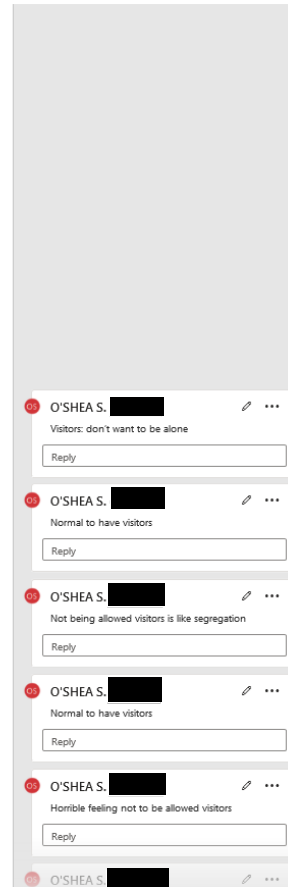 OS O'SHEA S.
Visitors: don't want to be alone
Reply
OS O'SHEA S.
Normal to have visitors
Reply
OS O'SHEA S.
Not being allowed visitors is like segregation
Reply
OS O'SHEA S.
Normal to have visitors
Reply
OS O'SHEA S.
Horrible feeling not to be allowed visitors
Reply
OS O'SHEA S.